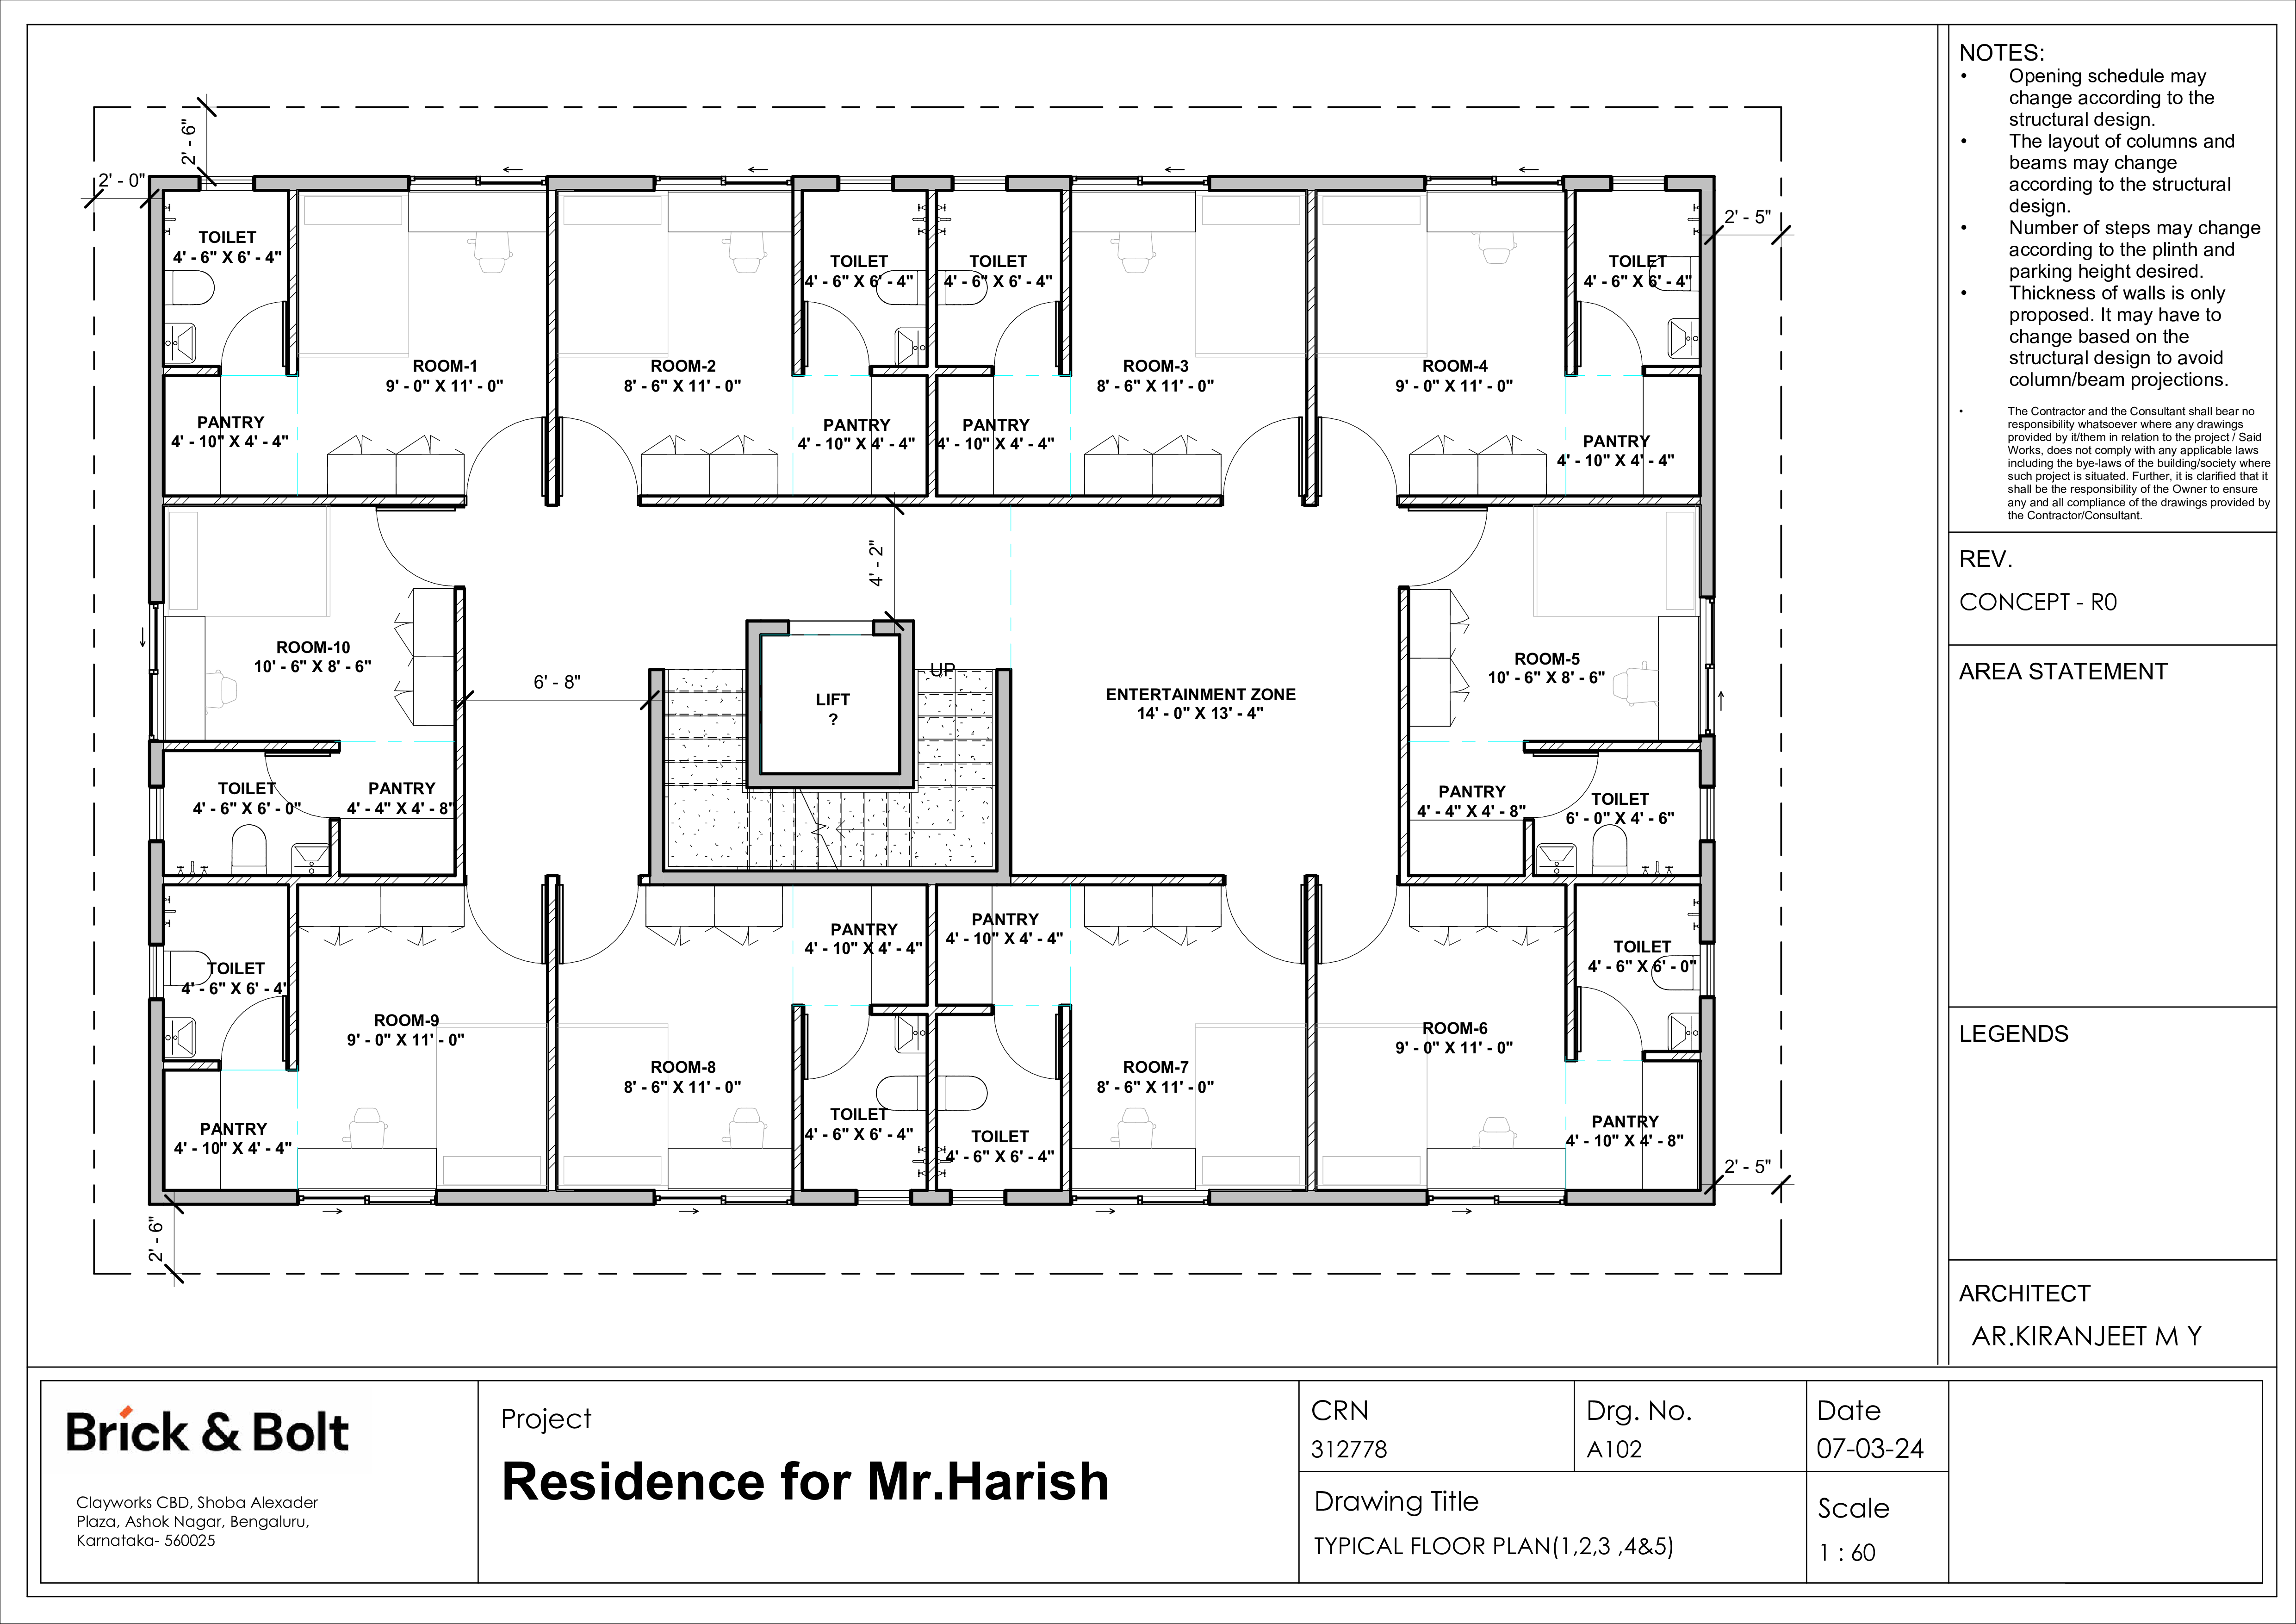 2' - 6"
2' - 0"
2' - 5"
TOILET
4' - 6" X 6' - 4"
TOILET
4' - 6" X 6' - 4"
TOILET
4' - 6" X 6' - 4"
TOILET
4' - 6" X 6' - 4"
ROOM-1
9' - 0" X 11' - 0"
ROOM-2
8' - 6" X 11' - 0"
ROOM-3
8' - 6" X 11' - 0"
ROOM-4
9' - 0" X 11' - 0"
PANTRY
4' - 10" X 4' - 4"
PANTRY
4' - 10" X 4' - 4"
PANTRY
4' - 10" X 4' - 4"
PANTRY
4' - 10" X 4' - 4"
4' - 2"
ROOM-10
10' - 6" X 8' - 6"
6' - 8"
LIFT
?
UP
ENTERTAINMENT ZONE
14' - 0" X 13' - 4"
ROOM-5
10' - 6" X 8' - 6"
TOILET
4' - 6" X 6' - 0"
PANTRY
4' - 4" X 4' - 8"
PANTRY
4' - 4" X 4' - 8"
TOILET
6' - 0" X 4' - 6"
TOILET
4' - 6" X 6' - 4"
PANTRY
4' - 10" X 4' - 4"
PANTRY
4' - 10" X 4' - 4"
TOILET
4' - 6" X 6' - 0"
ROOM-9
9' - 0" X 11' - 0"
ROOM-8
8' - 6" X 11' - 0"
ROOM-7
8' - 6" X 11' - 0"
ROOM-6
9' - 0" X 11' - 0"
PANTRY
4' - 10" X 4' - 4"
TOILET
4' - 6" X 6' - 4"
TOILET
4' - 6" X 6' - 4"
PANTRY
4' - 10" X 4' - 8"
2' - 5"
2' - 6"
NOTES:
• Opening schedule may
change according to the
structural design.
• The layout of columns and
beams may change
according to the structural
design.
• Number of steps may change
according to the plinth and
parking height desired.
• Thickness of walls is only
proposed. It may have to
change based on the
structural design to avoid
column/beam projections.
• The Contractor and the Consultant shall bear no
responsibility whatsoever where any drawings
provided by it/them in relation to the project / Said
Works, does not comply with any applicable laws
including the bye-laws of the building/society where
such project is situated. Further, it is clarified that it
shall be the responsibility of the Owner to ensure
any and all compliance of the drawings provided by
the Contractor/Consultant.
REV.
CONCEPT - R0
AREA STATEMENT
LEGENDS
ARCHITECT
AR.KIRANJEET M Y
Brick & Bolt
Clayworks CBD, Shoba Alexader
Plaza, Ashok Nagar, Bengaluru,
Karnataka- 560025
Project
Residence for Mr.Harish
CRN
312778
Drg. No.
A102
Date
07-03-24
Drawing Title
TYPICAL FLOOR PLAN(1,2,3 ,4&5)
Scale
1 : 60